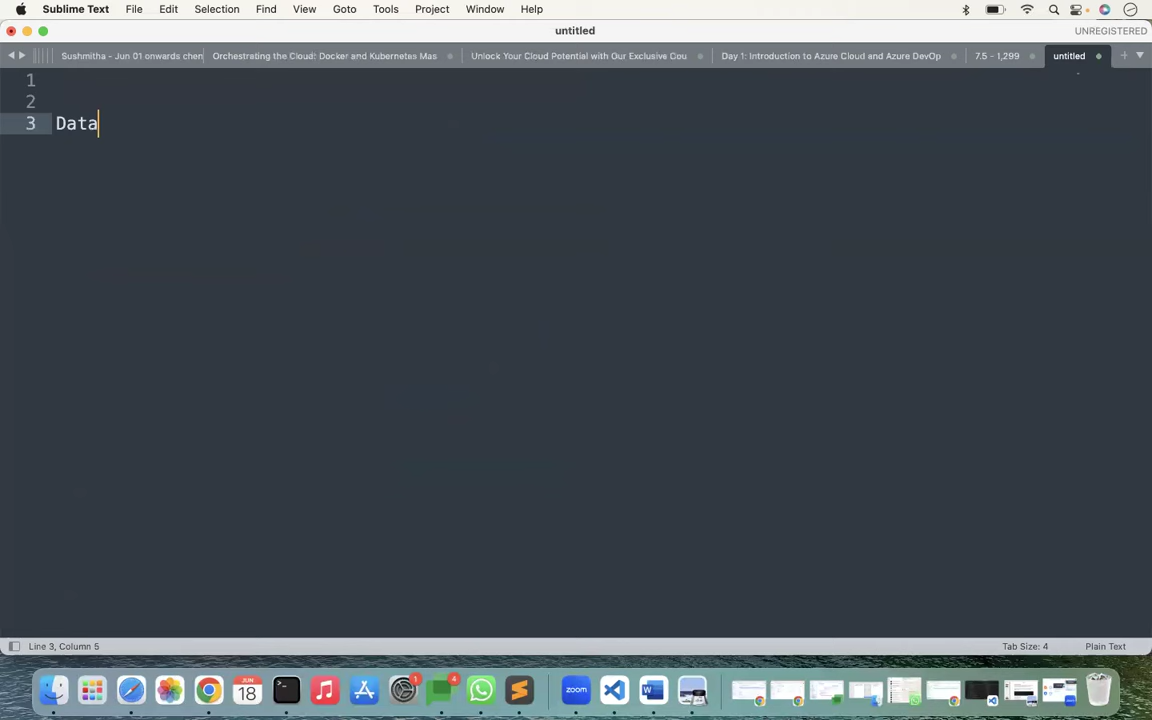 Sublime Text File Edit Selection Find View Goto Tools Project Window Help
untitled UNREGISTERED
Sushmitha - Jun 01 onwards chen Orchestrating the Cloud: Docker and Kubernetes Mas Unlock Your Cloud Potential with Our Exclusive Cou Day 1: Introduction to Azure Cloud and Azure DevOp 7.5 - 1,299 untitled
1
2
3 Data
Line 3, Column 5 Tab Size: 4 Plain Text
1 4
JUN
18
zoom